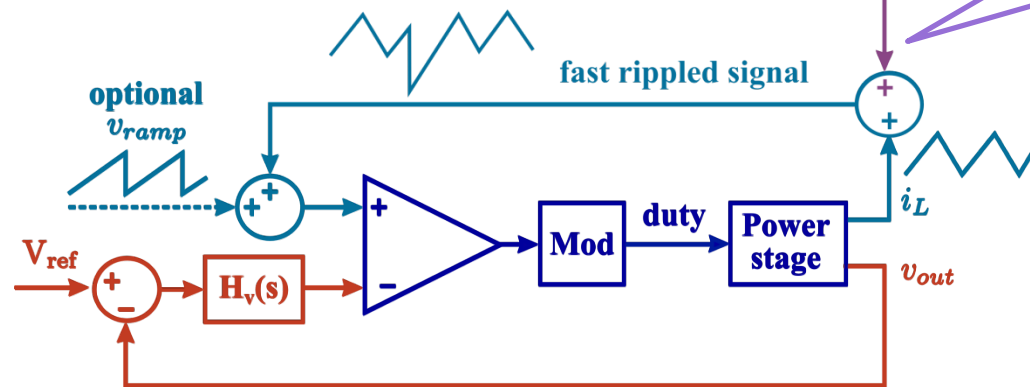 fast rippled signal
optional
v_ramp
+
+
+
+
+
−
Mod
duty
Power
stage
i_L
V_ref
+
−
H_v(s)
v_out